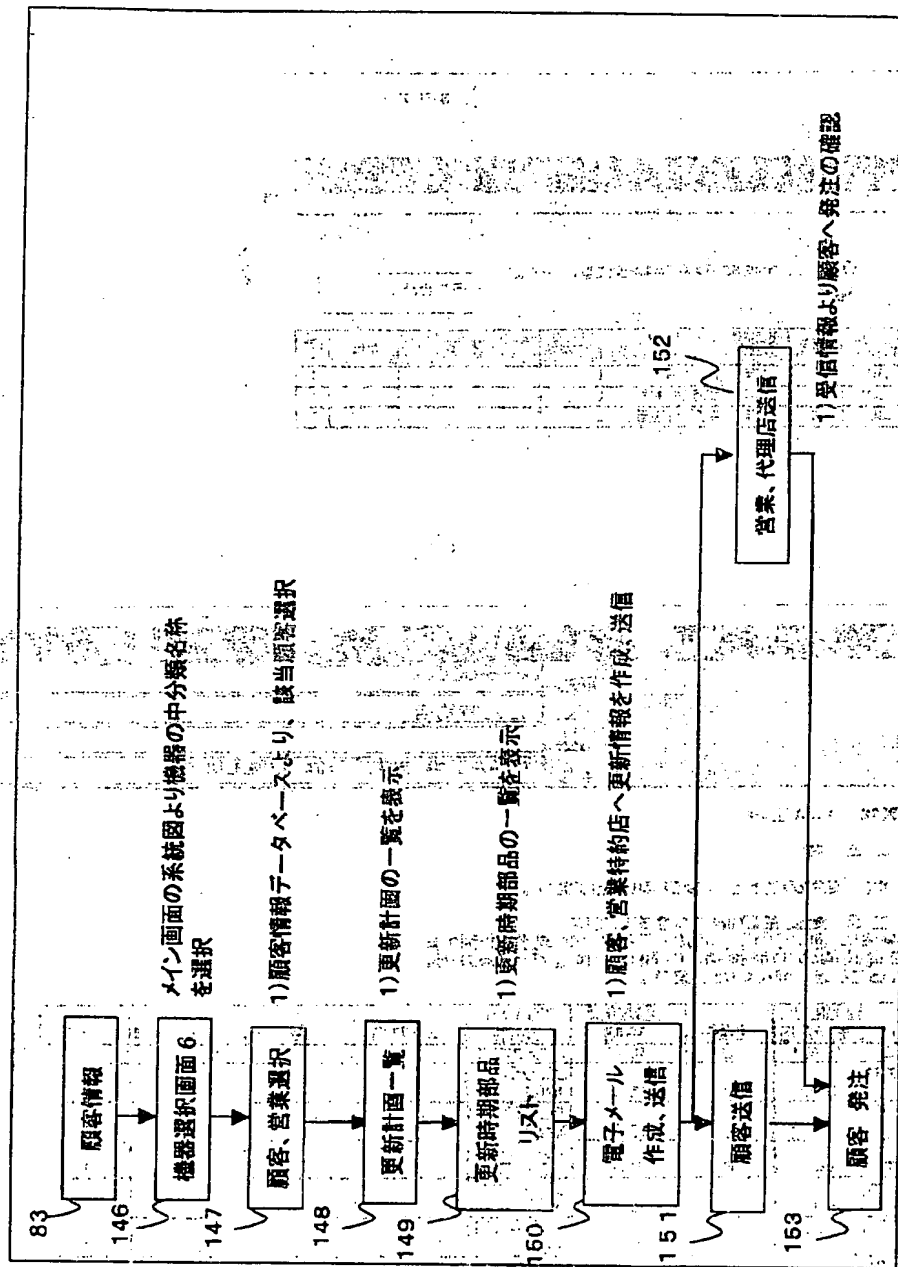 83
顧客情報
146
機器選択画面 6
メイン画面の系統図より機器の中分類名称
を選択
147
顧客、営業選択
1)顧客情報データベースより、該当顧客選択
148
更新計画一覧
1)更新計画の一覧を表示
149
更新時期部品
リスト
1)更新時期部品の一覧を表示
150
電子メール
作成、送信
1)顧客、営業特約店へ更新情報を作成、送信
151
顧客送信
152
営業、代理店送信
1)受信情報より顧客へ発注の確認
153
顧客 発注